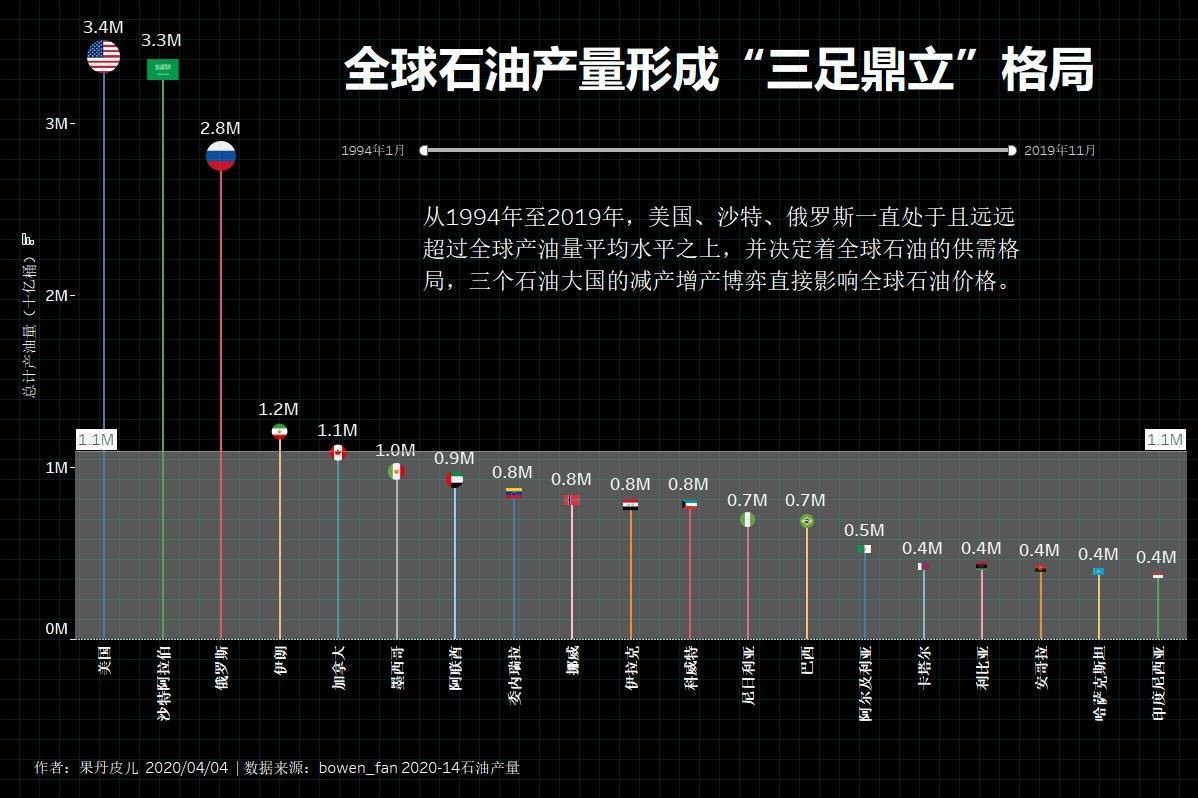 全球石油产量形成“三足鼎立”格局
1994年1月
2019年11月
从1994年至2019年，美国、沙特、俄罗斯一直处于且远远
超过全球产油量平均水平之上，并决定着全球石油的供需格
局，三个石油大国的减产增产博弈直接影响全球石油价格。
总计产油量（十亿桶）
3M
2M
1M
0M
1.1M
1.1M
3.4M
3.3M
2.8M
1.2M
1.1M
1.0M
0.9M
0.8M
0.8M
0.8M
0.8M
0.7M
0.7M
0.5M
0.4M
0.4M
0.4M
0.4M
0.4M
美国
沙特阿拉伯
俄罗斯
伊朗
加拿大
墨西哥
阿联酋
委内瑞拉
挪威
伊拉克
科威特
尼日利亚
巴西
阿尔及利亚
卡塔尔
利比亚
安哥拉
哈萨克斯坦
印度尼西亚
作者：果丹皮儿 2020/04/04 | 数据来源：bowen_fan 2020-14石油产量